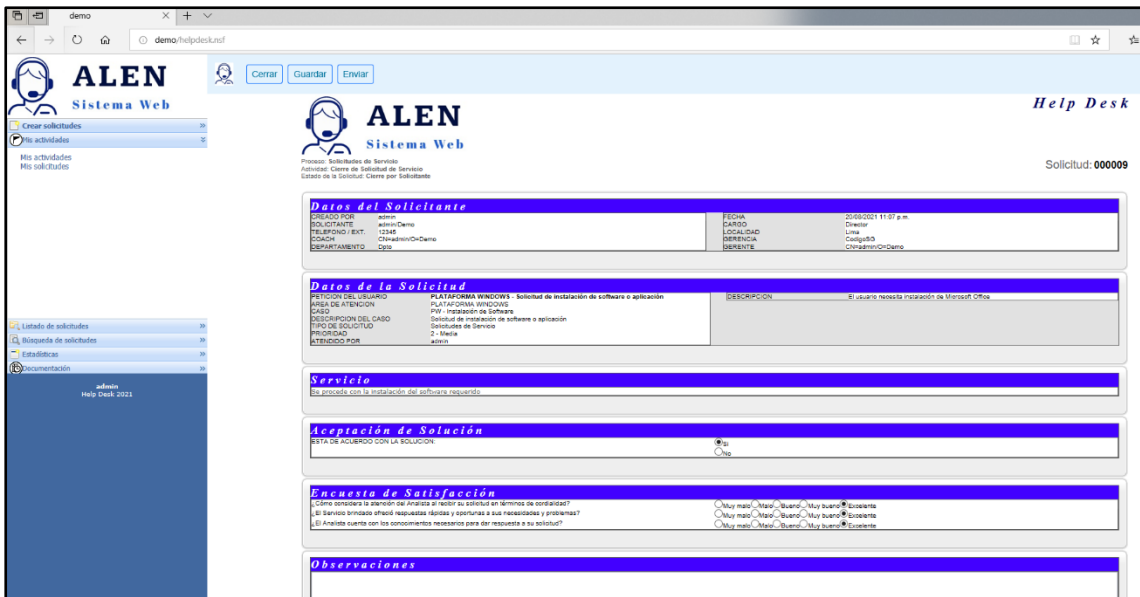 demo
demo/helpdesk.nsf
ALEN
Sistema Web
Crear solicitudes
Mis actividades
Mis actividades
Mis solicitudes
Listado de solicitudes
Búsqueda de solicitudes
Estadísticas
Documentación
admin
Help Desk 2021
Cerrar Guardar Enviar
ALEN
Sistema Web
Help Desk
Proceso: Solicitudes de Servicio
Actividad: Cierre de Solicitud de Servicio
Estado de la Solicitud: Cierre por Solicitante
Solicitud: 000009
Datos del Solicitante
CREADO POR admin FECHA 20/08/2021 11:07 p.m.
SOLICITANTE admin/Demo CARGO Director
TELEFONO / EXT. 12345 LOCALIDAD Lima
COACH CN=admin/O=Demo GERENCIA CodigoSG
DEPARTAMENTO Dpto GERENTE CN=admin/O=Demo
Datos de la Solicitud
PETICION DEL USUARIO PLATAFORMA WINDOWS - Solicitud de instalación de software o aplicación DESCRIPCION El usuario necesita instalación de Microsoft Office
AREA DE ATENCION PLATAFORMA WINDOWS
CASO PW - Instalación de Software
DESCRIPCION DEL CASO Solicitud de instalación de software o aplicación
TIPO DE SOLICITUD Solicitudes de Servicio
PRIORIDAD 2 - Media
ATENDIDO POR admin
Servicio
Se procede con la instalación del software requerido
Aceptación de Solución
ESTA DE ACUERDO CON LA SOLUCION: Si
No
Encuesta de Satisfacción
¿Cómo considera la atención del Analista al recibir su solicitud en términos de cordialidad? Muy malo Malo Bueno Muy bueno Excelente
¿El Servicio brindado ofreció respuestas rápidas y oportunas a sus necesidades y problemas? Muy malo Malo Bueno Muy bueno Excelente
¿El Analista cuenta con los conocimientos necesarios para dar respuesta a su solicitud? Muy malo Malo Bueno Muy bueno Excelente
Observaciones